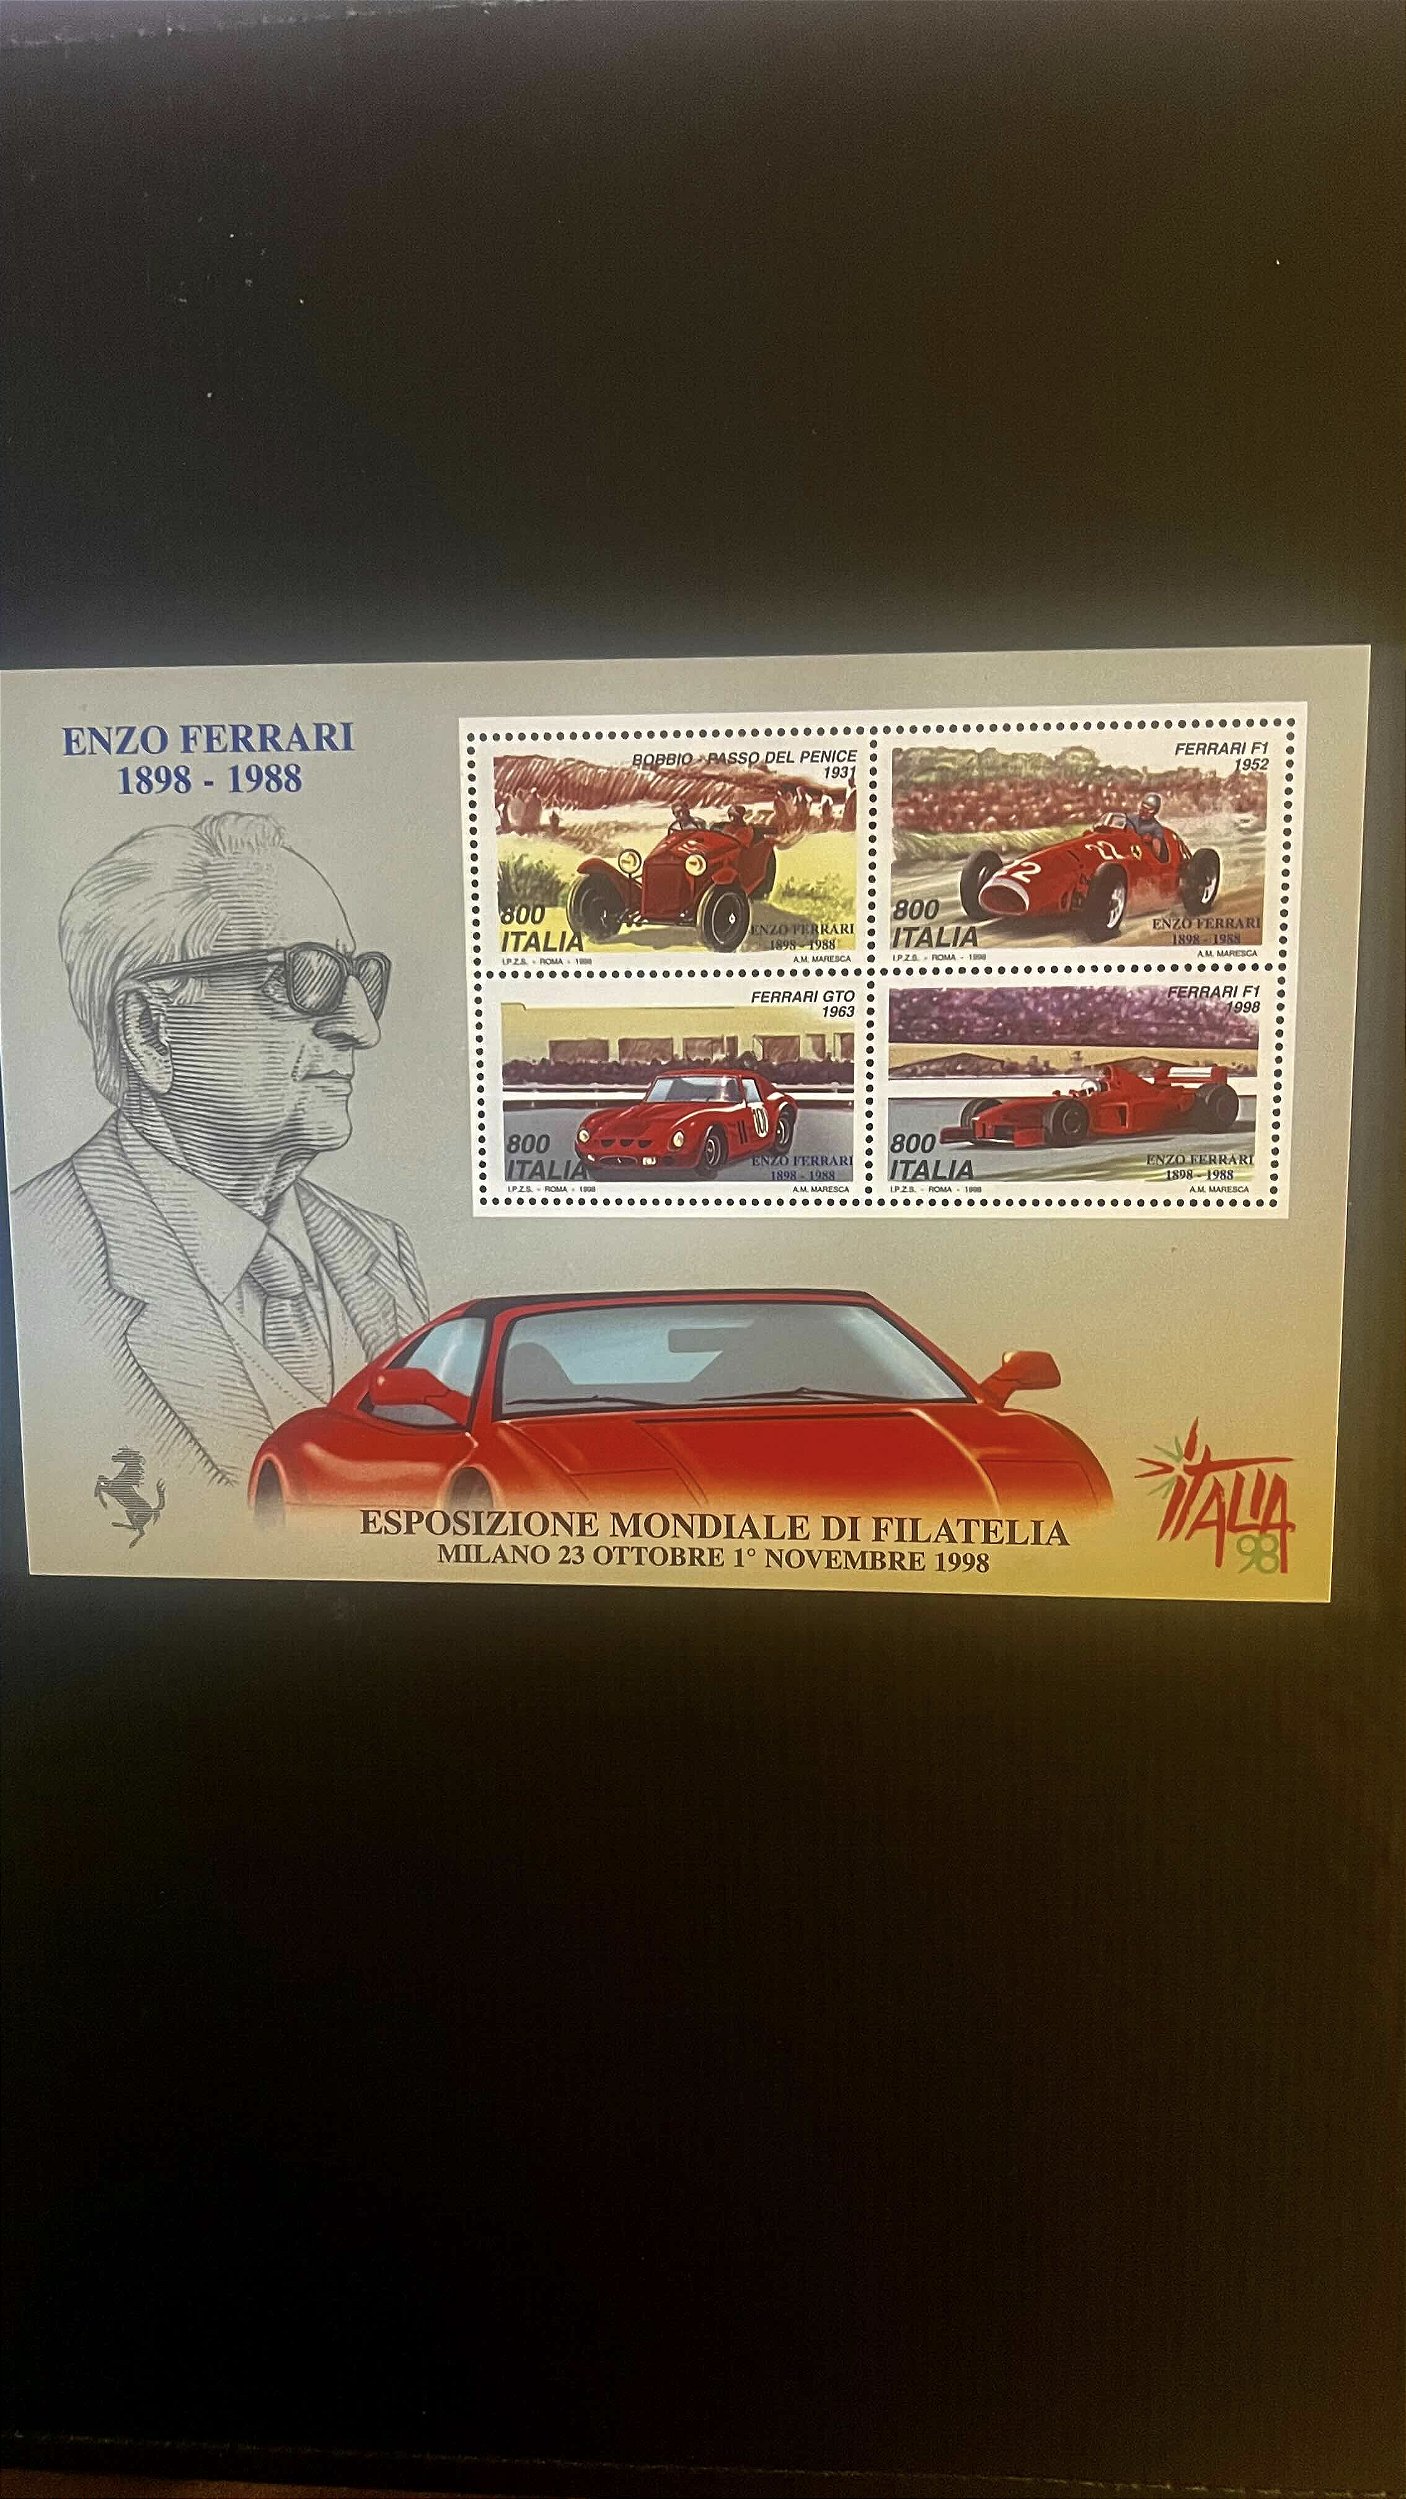 ENZO FERRARI
1898 - 1988
BOBBIO - PASSO DEL PENICE
1931
800
ITALIA
ENZO FERRARI
1898 - 1988
I.P.Z.S. - ROMA - 1998
A.M. MARESCA
FERRARI F1
1952
22
22
800
ITALIA
ENZO FERRARI
1898 - 1988
I.P.Z.S. - ROMA - 1998
A.M. MARESCA
FERRARI GTO
1963
101
800
ITALIA
ENZO FERRARI
1898 - 1988
I.P.Z.S. - ROMA - 1998
A.M. MARESCA
FERRARI F1
1998
800
ITALIA
ENZO FERRARI
1898 - 1988
I.P.Z.S. - ROMA - 1998
A.M. MARESCA
ESPOSIZIONE MONDIALE DI FILATELIA
MILANO 23 OTTOBRE 1° NOVEMBRE 1998
ITALIA
98